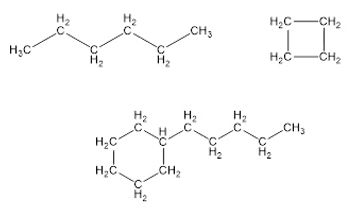 H₂ H₂
C C CH₃
H₃C C C
H₂ H₂
H₂C CH₂
H₂C CH₂
H₂ H₂ H₂
C H C C CH₃
H₂C C C
H₂ H₂
H₂C CH₂
C
H₂